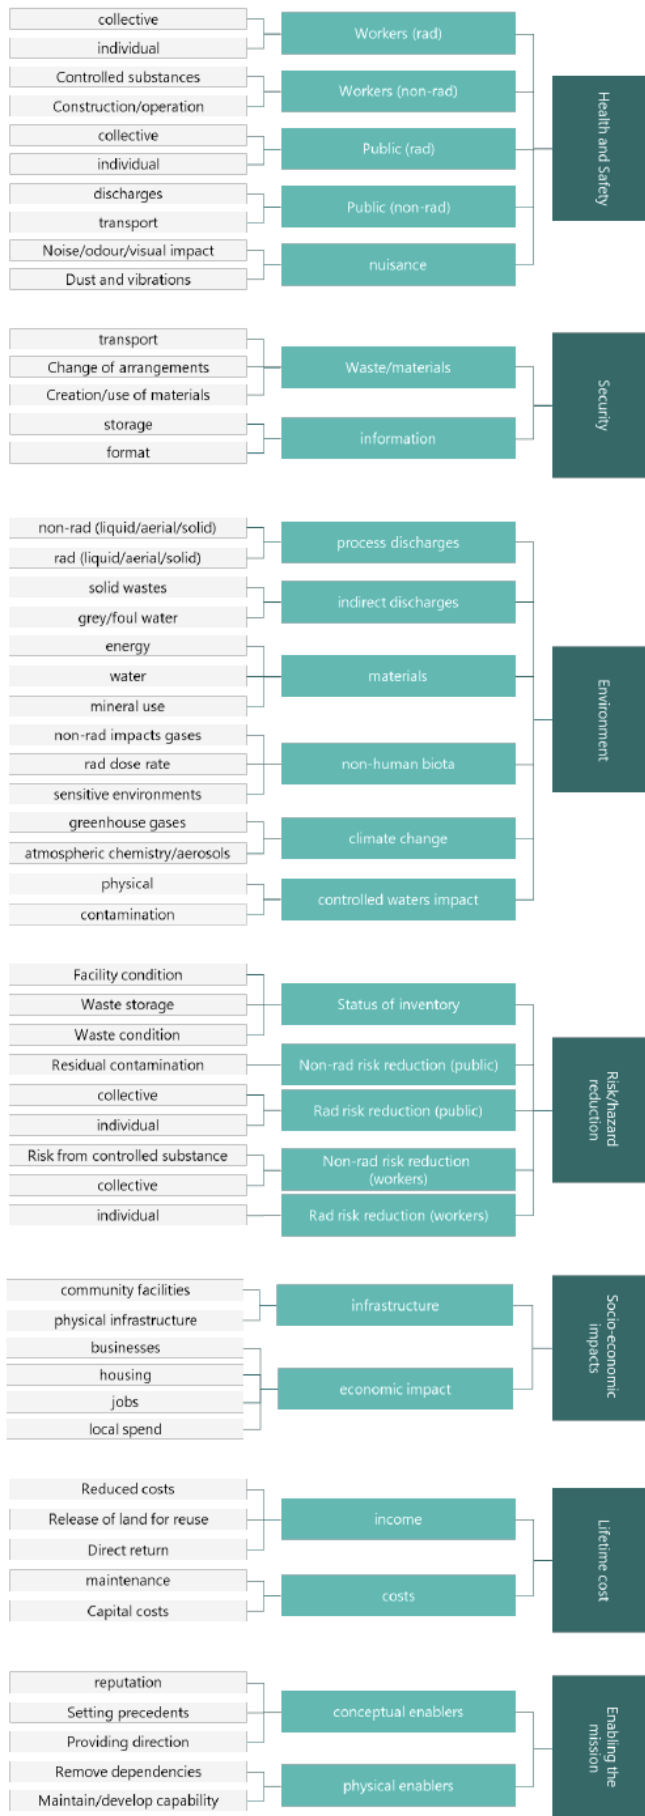 collective
individual
Workers (rad)
Controlled substances
Construction/operation
Workers (non-rad)
collective
individual
Public (rad)
discharges
transport
Public (non-rad)
Noise/odour/visual impact
Dust and vibrations
nuisance
Health and Safety
transport
Change of arrangements
Creation/use of materials
Waste/materials
storage
format
information
Security
non-rad (liquid/aerial/solid)
rad (liquid/aerial/solid)
process discharges
solid wastes
grey/foul water
indirect discharges
energy
water
mineral use
materials
non-rad impacts gases
rad dose rate
sensitive environments
non-human biota
greenhouse gases
atmospheric chemistry/aerosols
climate change
physical
contamination
controlled waters impact
Environment
Facility condition
Waste storage
Waste condition
Status of inventory
Residual contamination
Non-rad risk reduction (public)
collective
individual
Rad risk reduction (public)
Risk from controlled substance
collective
Non-rad risk reduction
(workers)
individual
Rad risk reduction (workers)
Risk/hazard
reduction
community facilities
physical infrastructure
infrastructure
businesses
housing
jobs
local spend
economic impact
Socio-economic
impacts
Reduced costs
Release of land for reuse
Direct return
income
maintenance
Capital costs
costs
Lifetime cost
reputation
Setting precedents
Providing direction
conceptual enablers
Remove dependencies
Maintain/develop capability
physical enablers
Enabling the
mission